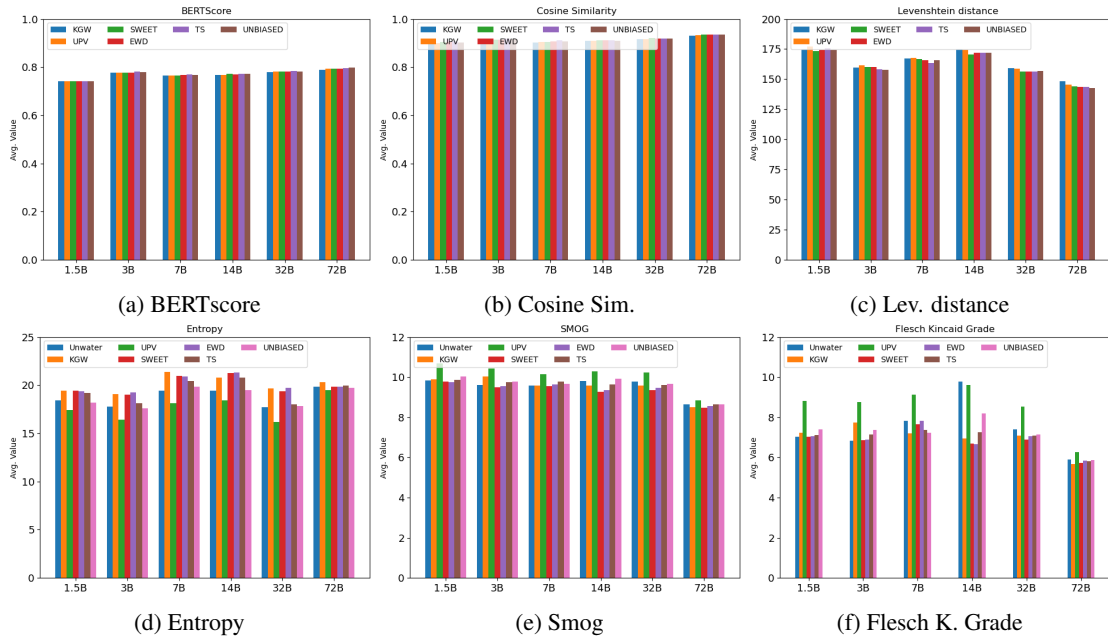 BERTScore
KGW SWEET TS UNBIASED
UPV EWD
Avg. Value
1.0
0.8
0.6
0.4
0.2
0.0
1.5B 3B 7B 14B 32B 72B
(a) BERTscore
Cosine Similarity
KGW SWEET TS UNBIASED
UPV EWD
Avg. Value
1.0
0.8
0.6
0.4
0.2
0.0
1.5B 3B 7B 14B 32B 72B
(b) Cosine Sim.
Levenshtein distance
KGW SWEET TS UNBIASED
UPV EWD
Avg. Value
200
175
150
125
100
75
50
25
0
1.5B 3B 7B 14B 32B 72B
(c) Lev. distance
Entropy
Unwater UPV EWD UNBIASED
KGW SWEET TS
Avg. Value
25
20
15
10
5
0
1.5B 3B 7B 14B 32B 72B
(d) Entropy
SMOG
Unwater UPV EWD UNBIASED
KGW SWEET TS
Avg. Value
12
10
8
6
4
2
0
1.5B 3B 7B 14B 32B 72B
(e) Smog
Flesch Kincaid Grade
Unwater UPV EWD UNBIASED
KGW SWEET TS
Avg. Value
12
10
8
6
4
2
0
1.5B 3B 7B 14B 32B 72B
(f) Flesch K. Grade